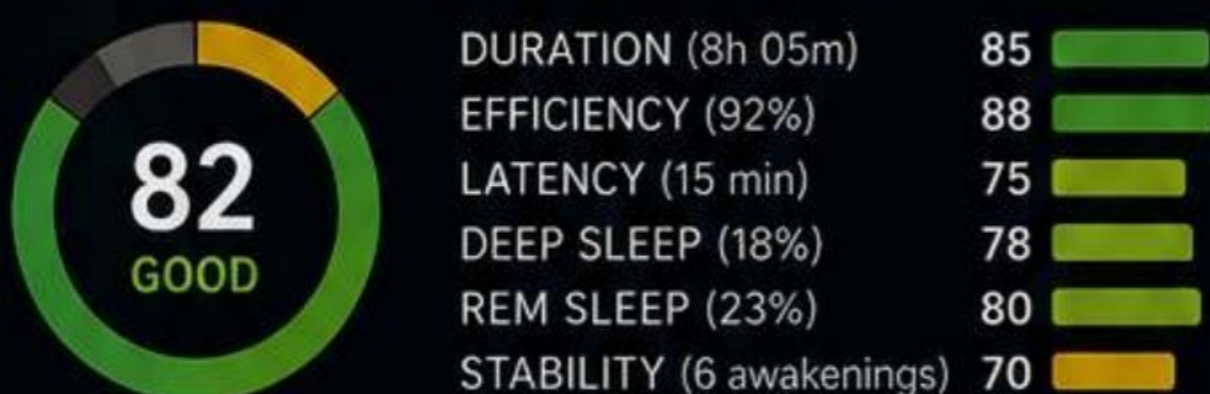 82
GOOD
DURATION (8h 05m) 85
EFFICIENCY (92%) 88
LATENCY (15 min) 75
DEEP SLEEP (18%) 78
REM SLEEP (23%) 80
STABILITY (6 awakenings) 70